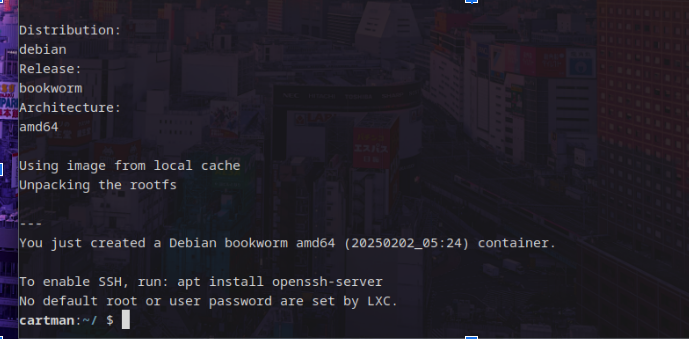 Distribution:
debian
Release:
bookworm
Architecture:
amd64
Using image from local cache
Unpacking the rootfs
---
You just created a Debian bookworm amd64 (20250202_05:24) container.
To enable SSH, run: apt install openssh-server
No default root or user password are set by LXC.
cartman:~/ $